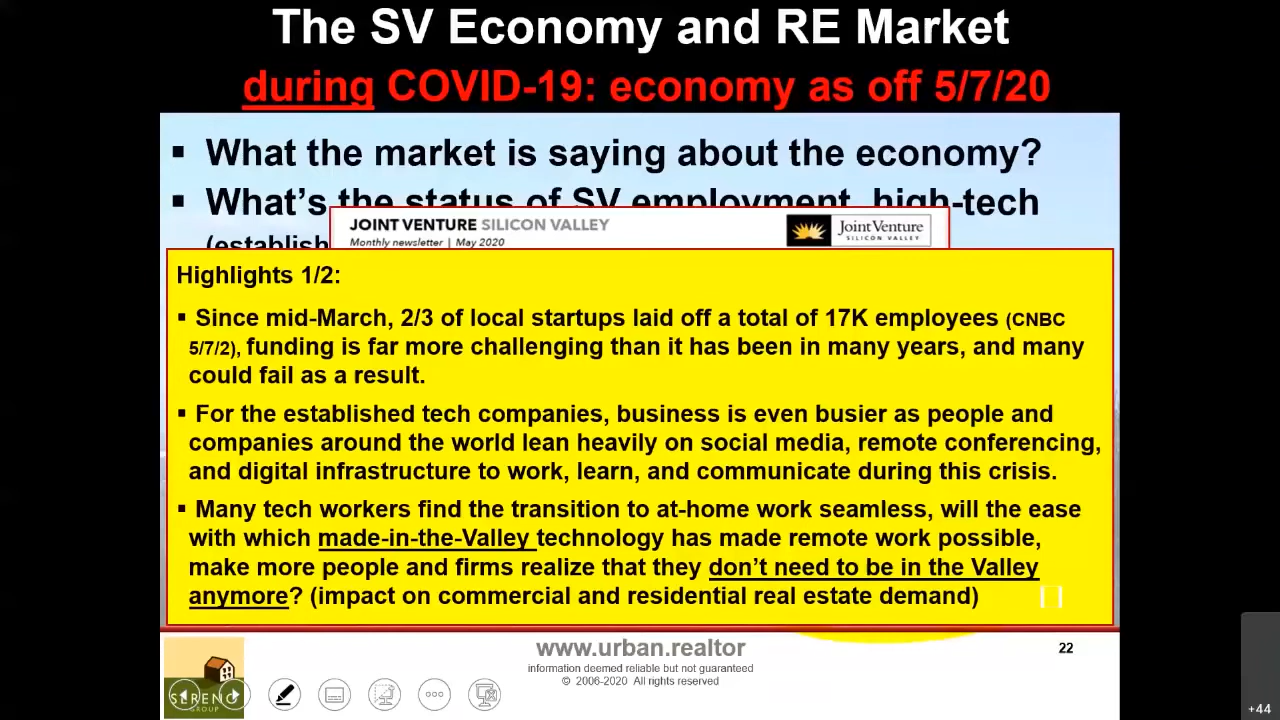 The SV Economy and RE Market
during COVID-19: economy as off 5/7/20
▪ What the market is saying about the economy?
▪ What's the status of SV employment, high-tech
(establish
JOINT VENTURE SILICON VALLEY
Monthly newsletter | May 2020
Joint Venture
SILICON VALLEY
Highlights 1/2:
▪ Since mid-March, 2/3 of local startups laid off a total of 17K employees (CNBC
5/7/2), funding is far more challenging than it has been in many years, and many
could fail as a result.
▪ For the established tech companies, business is even busier as people and
companies around the world lean heavily on social media, remote conferencing,
and digital infrastructure to work, learn, and communicate during this crisis.
▪ Many tech workers find the transition to at-home work seamless, will the ease
with which made-in-the-Valley technology has made remote work possible,
make more people and firms realize that they don't need to be in the Valley
anymore? (impact on commercial and residential real estate demand)
www.urban.realtor
22
information deemed reliable but not guaranteed
© 2006-2020 All rights reserved
SERENO
GROUP
+44